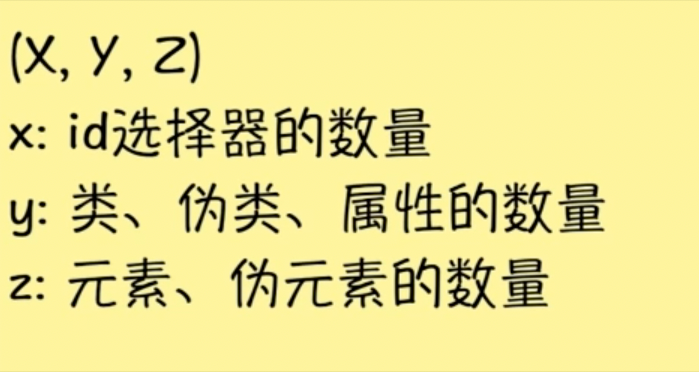 (X, Y, Z)
x: id选择器的数量
y: 类、伪类、属性的数量
z: 元素、伪元素的数量